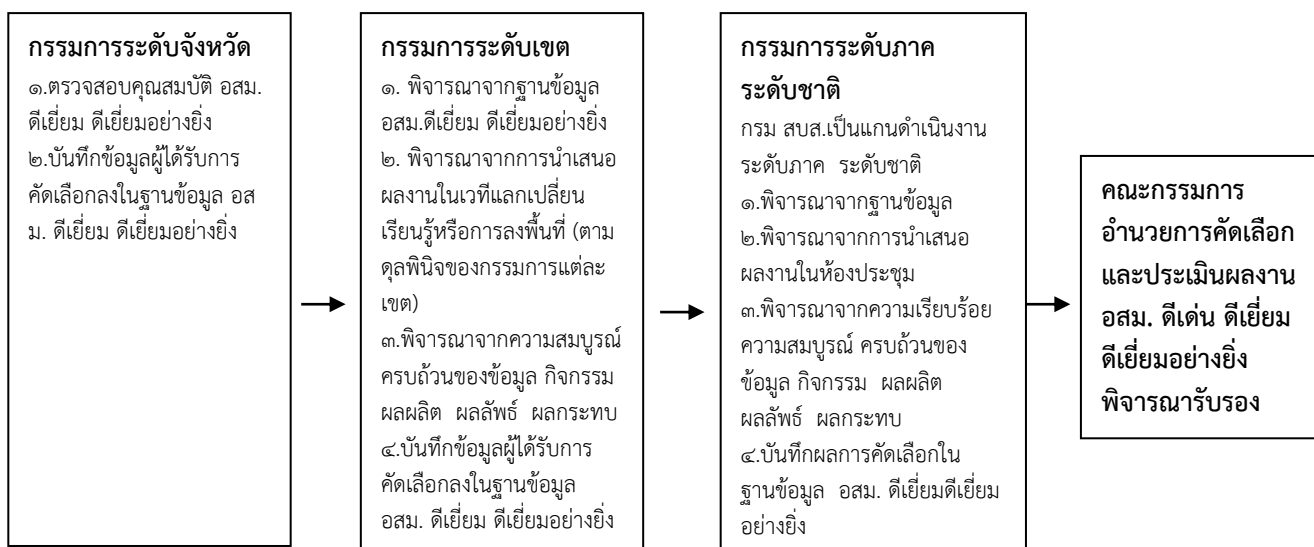 กรรมการระดับจังหวัด
๑.ตรวจสอบคุณสมบัติ อสม.
ดีเยี่ยม ดีเยี่ยมอย่างยิ่ง
๒.บันทึกข้อมูลผู้ได้รับการ
คัดเลือกลงในฐานข้อมูล อส
ม. ดีเยี่ยม ดีเยี่ยมอย่างยิ่ง
กรรมการระดับเขต
๑. พิจารณาจากฐานข้อมูล
อสม.ดีเยี่ยม ดีเยี่ยมอย่างยิ่ง
๒. พิจารณาจากการนำเสนอ
ผลงานในเวทีแลกเปลี่ยน
เรียนรู้หรือการลงพื้นที่ (ตาม
ดุลพินิจของกรรมการแต่ละ
เขต)
๓.พิจารณาจากความสมบูรณ์
ครบถ้วนของข้อมูล กิจกรรม
ผลผลิต ผลลัพธ์ ผลกระทบ
๔.บันทึกข้อมูลผู้ได้รับการ
คัดเลือกลงในฐานข้อมูล
อสม. ดีเยี่ยม ดีเยี่ยมอย่างยิ่ง
กรรมการระดับภาค
ระดับชาติ
กรม สบส.เป็นแกนดำเนินงาน
ระดับภาค ระดับชาติ
๑.พิจารณาจากฐานข้อมูล
๒.พิจารณาจากการนำเสนอ
ผลงานในห้องประชุม
๓.พิจารณาจากความเรียบร้อย
ความสมบูรณ์ ครบถ้วนของ
ข้อมูล กิจกรรม ผลผลิต
ผลลัพธ์ ผลกระทบ
๔.บันทึกผลการคัดเลือกใน
ฐานข้อมูล อสม. ดีเยี่ยมดีเยี่ยม
อย่างยิ่ง
คณะกรรมการ
อำนวยการคัดเลือก
และประเมินผลงาน
อสม. ดีเด่น ดีเยี่ยม
ดีเยี่ยมอย่างยิ่ง
พิจารณารับรอง